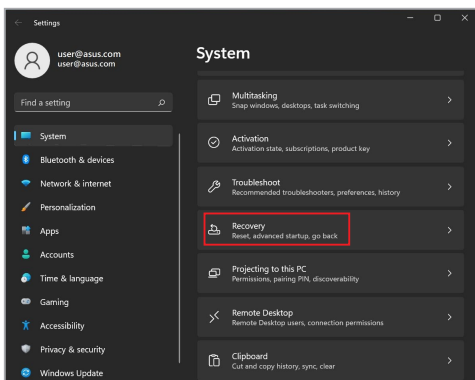 Settings
user@asus.com
user@asus.com
Find a setting
System
Bluetooth & devices
Network & internet
Personalization
Apps
Accounts
Time & language
Gaming
Accessibility
Privacy & security
Windows Update
System
Multitasking
Snap windows, desktops, task switching
Activation
Activation state, subscriptions, product key
Troubleshoot
Recommended troubleshooters, preferences, history
Recovery
Reset, advanced startup, go back
Projecting to this PC
Permissions, pairing PIN, discoverability
Remote Desktop
Remote Desktop users, connection permissions
Clipboard
Cut and copy history, sync, clear